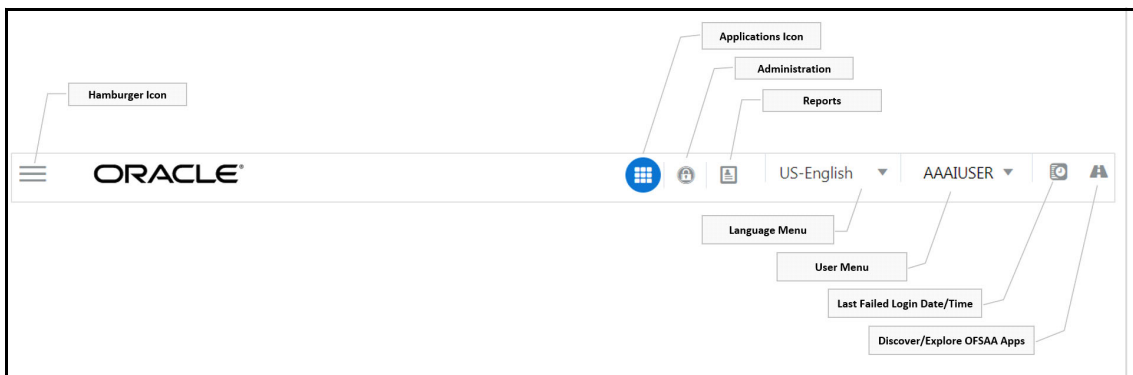 Applications Icon
Administration
Hamburger Icon
Reports
ORACLE®
US-English
AAAIUSER
Language Menu
User Menu
Last Failed Login Date/Time
Discover/Explore OFSAA Apps